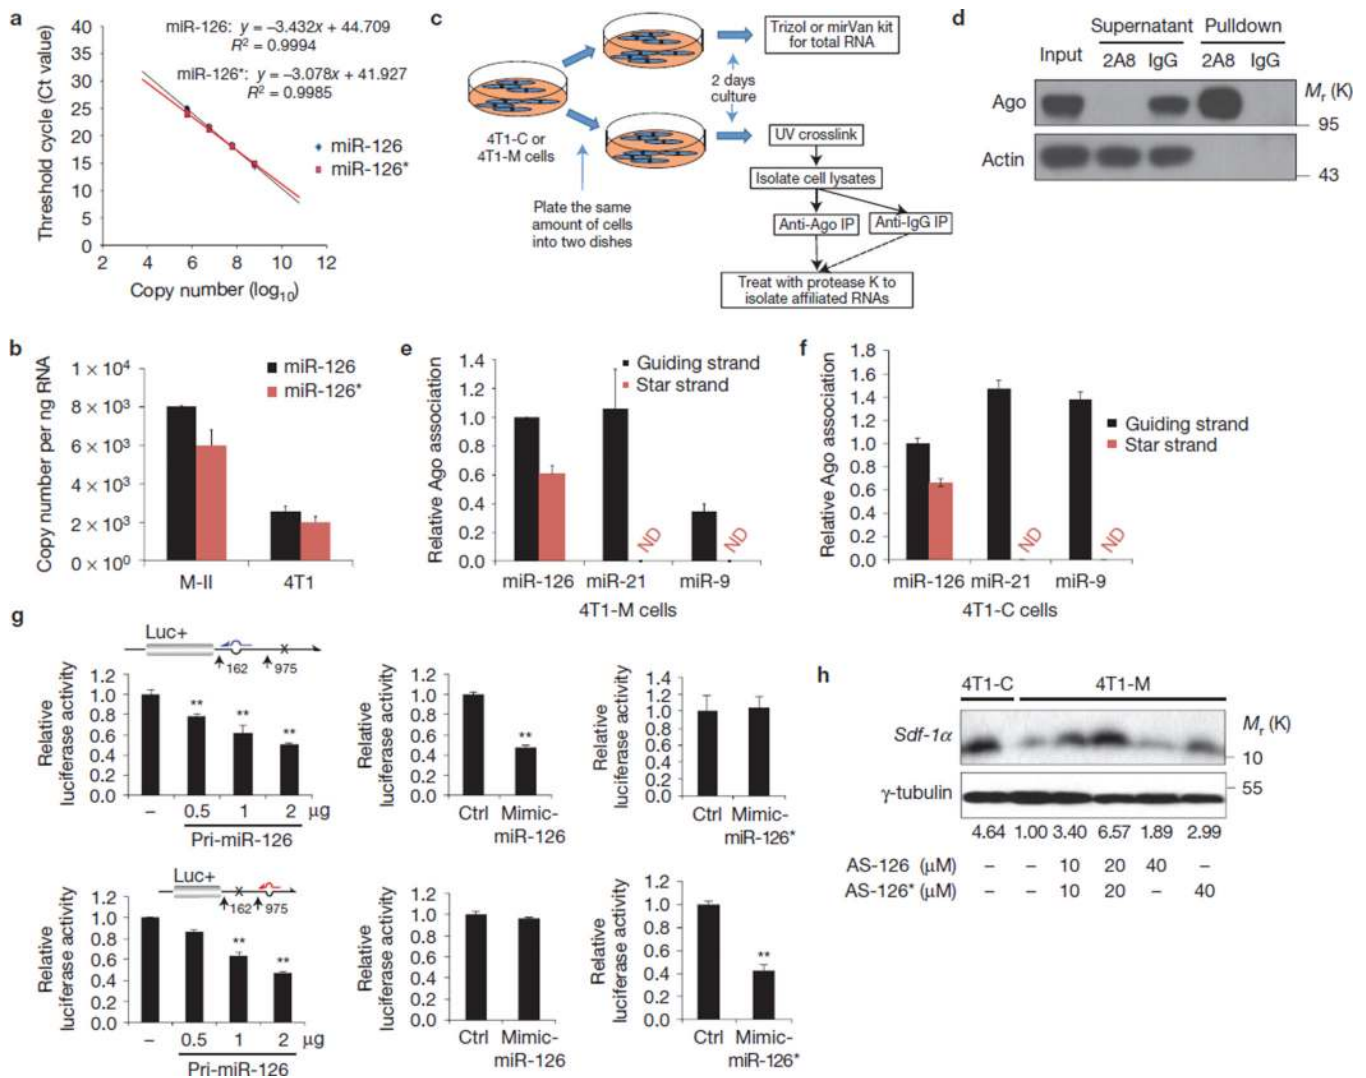 a
miR-126: y = –3.432x + 44.709
R² = 0.9994
miR-126*: y = –3.078x + 41.927
R² = 0.9985
Threshold cycle (Ct value)
40
35
30
25
20
15
10
5
0
miR-126
miR-126*
2 4 6 8 10 12
Copy number (log₁₀)
c
4T1-C or
4T1-M cells
Plate the same
amount of cells
into two dishes
2 days
culture
Trizol or mirVan kit
for total RNA
UV crosslink
Isolate cell lysates
Anti-Ago IP
Anti-IgG IP
Treat with protease K to
isolate affiliated RNAs
d
Supernatant Pulldown
Input 2A8 IgG 2A8 IgG
Mr (K)
Ago
95
Actin
43
b
Copy number per ng RNA
1 × 10⁴
8 × 10³
6 × 10³
4 × 10³
2 × 10³
0 × 10⁰
miR-126
miR-126*
M-II 4T1
e
Relative Ago association
1.4
1.2
1.0
0.8
0.6
0.4
0.2
0.0
Guiding strand
Star strand
ND ND
miR-126 miR-21 miR-9
4T1-M cells
f
Relative Ago association
1.8
1.6
1.4
1.2
1.0
0.8
0.6
0.4
0.2
0.0
Guiding strand
Star strand
ND ND
miR-126 miR-21 miR-9
4T1-C cells
g
Luc+
X
162 975
Relative
luciferase activity
1.2
1.0
0.8
0.6
0.4
0.2
0.0
** ** **
– 0.5 1 2 µg
Pri-miR-126
Relative
luciferase activity
1.2
1.0
0.8
0.6
0.4
0.2
0.0
**
Ctrl Mimic-
miR-126
Relative
luciferase activity
1.4
1.2
1.0
0.8
0.6
0.4
0.2
0.0
Ctrl Mimic-
miR-126*
Luc+
X
162 975
Relative
luciferase activity
1.2
1.0
0.8
0.6
0.4
0.2
0.0
** **
– 0.5 1 2 µg
Pri-miR-126
Relative
luciferase activity
1.2
1.0
0.8
0.6
0.4
0.2
0.0
Ctrl Mimic-
miR-126
Relative
luciferase activity
1.2
1.0
0.8
0.6
0.4
0.2
0.0
**
Ctrl Mimic-
miR-126*
h
4T1-C 4T1-M
Mr (K)
Sdf-1α
10
γ-tubulin
55
4.64 1.00 3.40 6.57 1.89 2.99
AS-126 (µM) – – 10 20 40 –
AS-126* (µM) – – 10 20 – 40